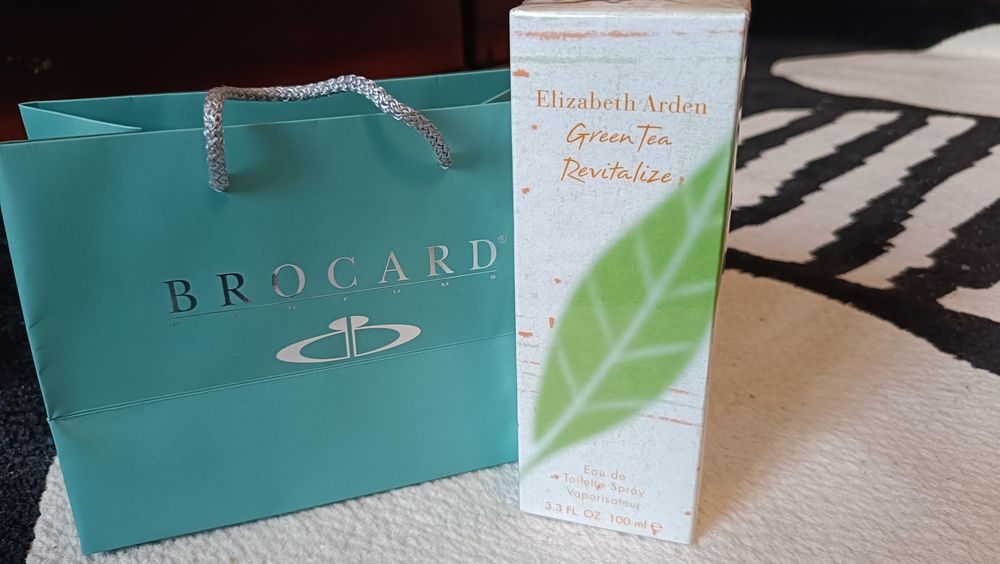 BROCARD®
PARFUMS
Elizabeth Arden
Green Tea
Revitalize
Eau de
Toilette Spray
Vaporisateur
3.3 FL. OZ. 100 ml ℮